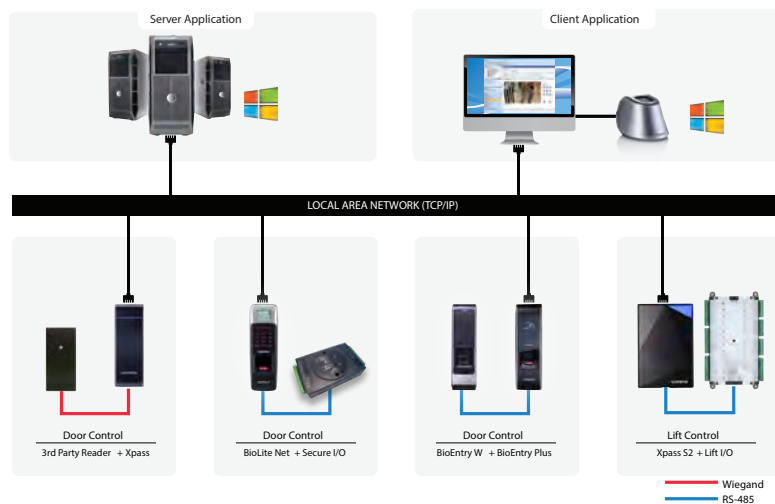 Server Application
Client Application
LOCAL AREA NETWORK (TCP/IP)
Door Control
3rd Party Reader + Xpass
Door Control
BioLite Net + Secure I/O
Door Control
BioEntry W + BioEntry Plus
Lift Control
Xpass S2 + Lift I/O
Wiegand
RS-485